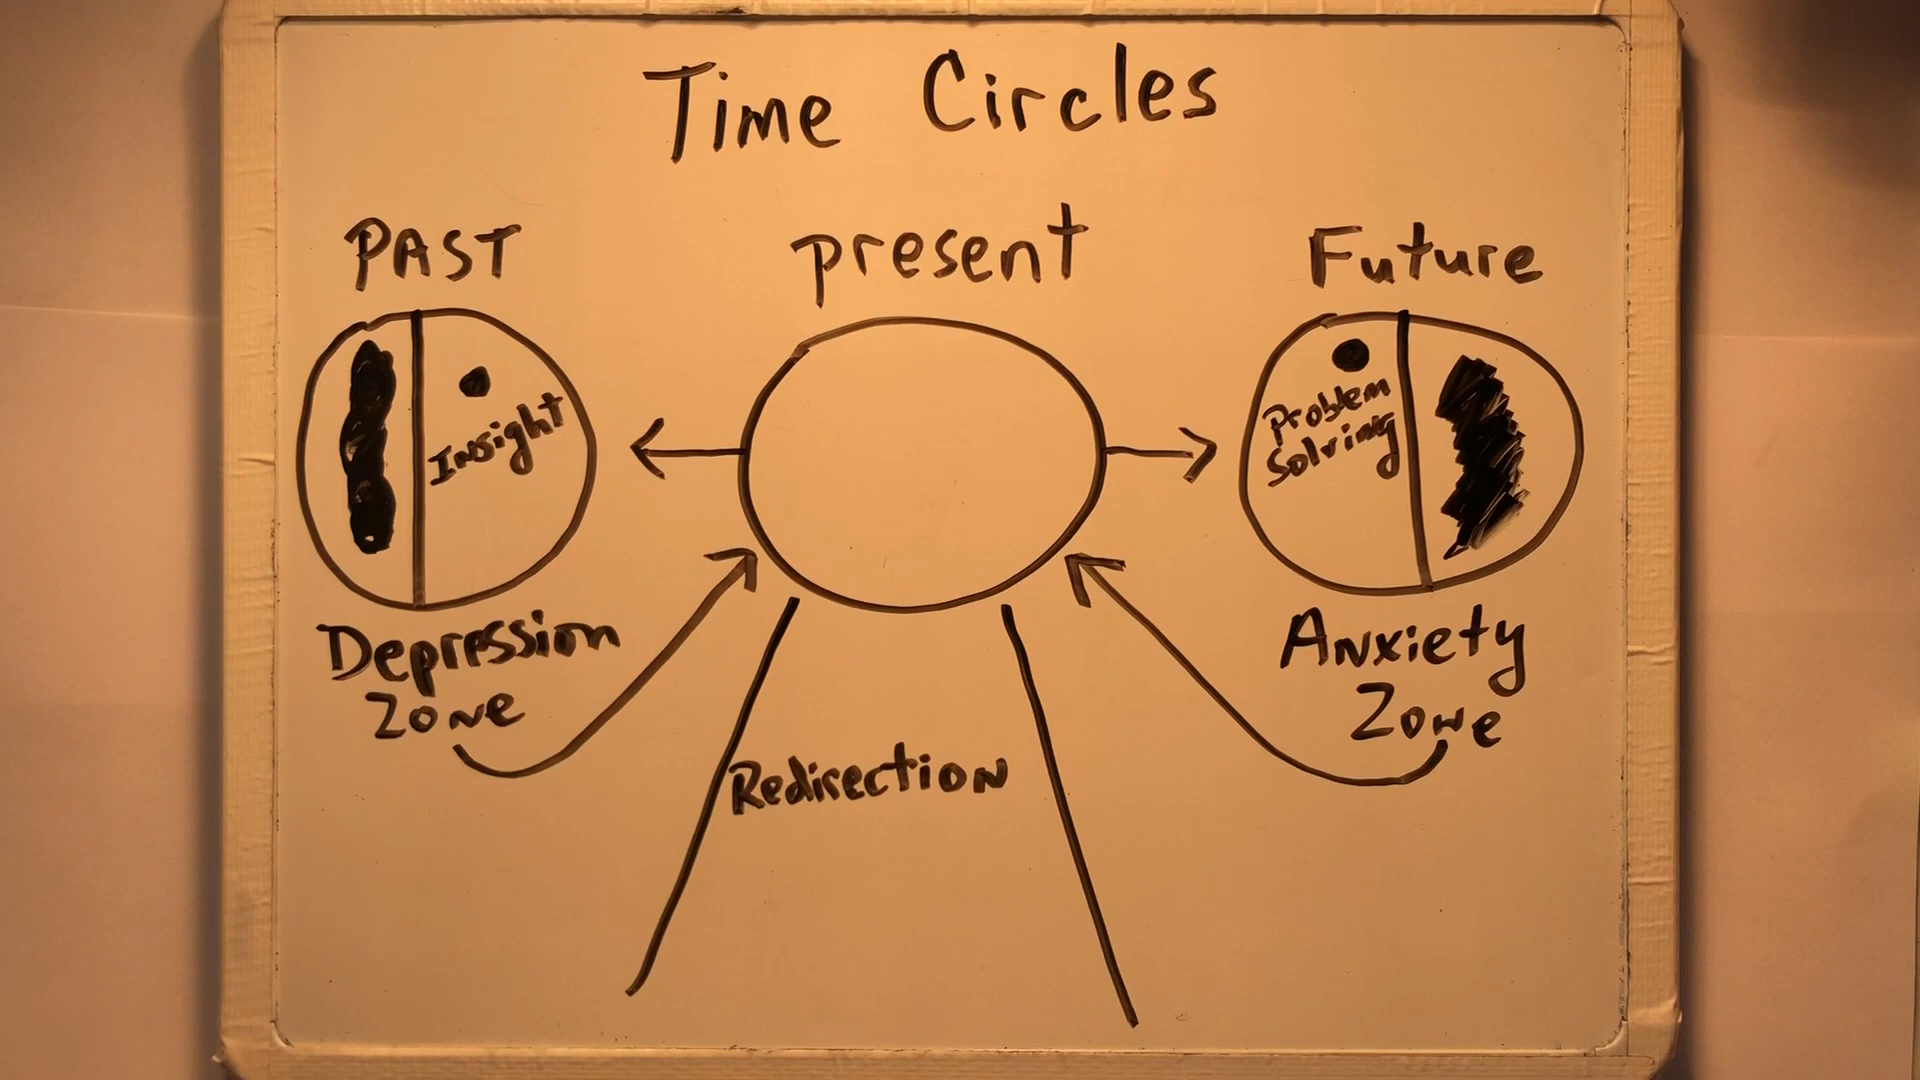 Time Circles
PAST
present
Future
Insight
Problem
Solving
Depression
Zone
Anxiety
Zone
Redirection